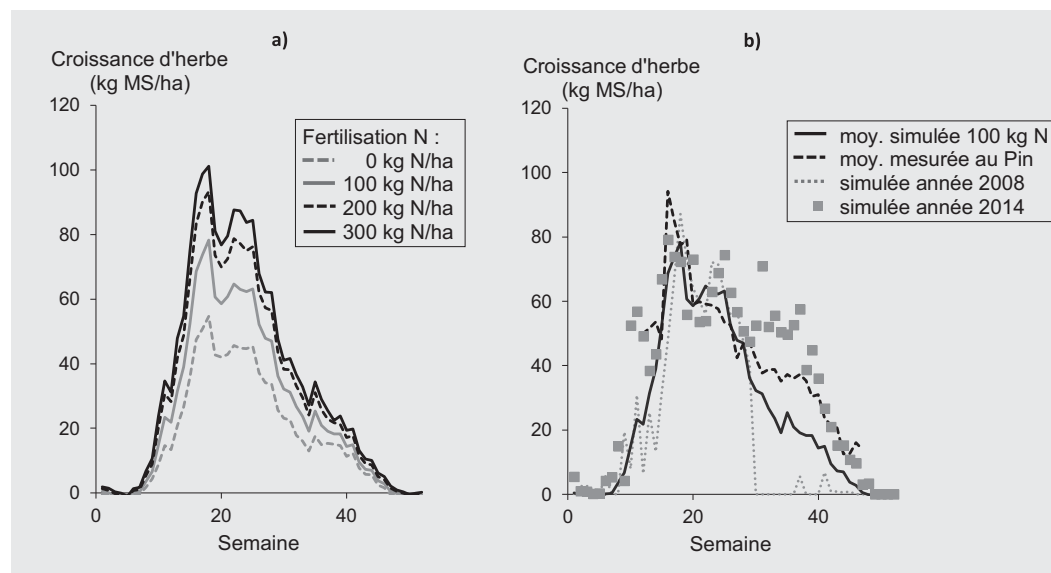 a)
Croissance d'herbe
(kg MS/ha)
120
100
80
60
40
20
0
0
20
40
Semaine
Fertilisation N :
0 kg N/ha
100 kg N/ha
200 kg N/ha
300 kg N/ha
b)
Croissance d'herbe
(kg MS/ha)
120
100
80
60
40
20
0
0
20
40
Semaine
moy. simulée 100 kg N
moy. mesurée au Pin
simulée année 2008
simulée année 2014